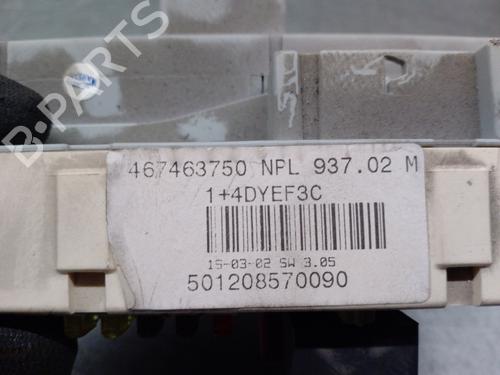 B-PARTS
467463750 NPL 937.02 M
1+4DYEF3C
15-03-02 SW 3.05
501208570090